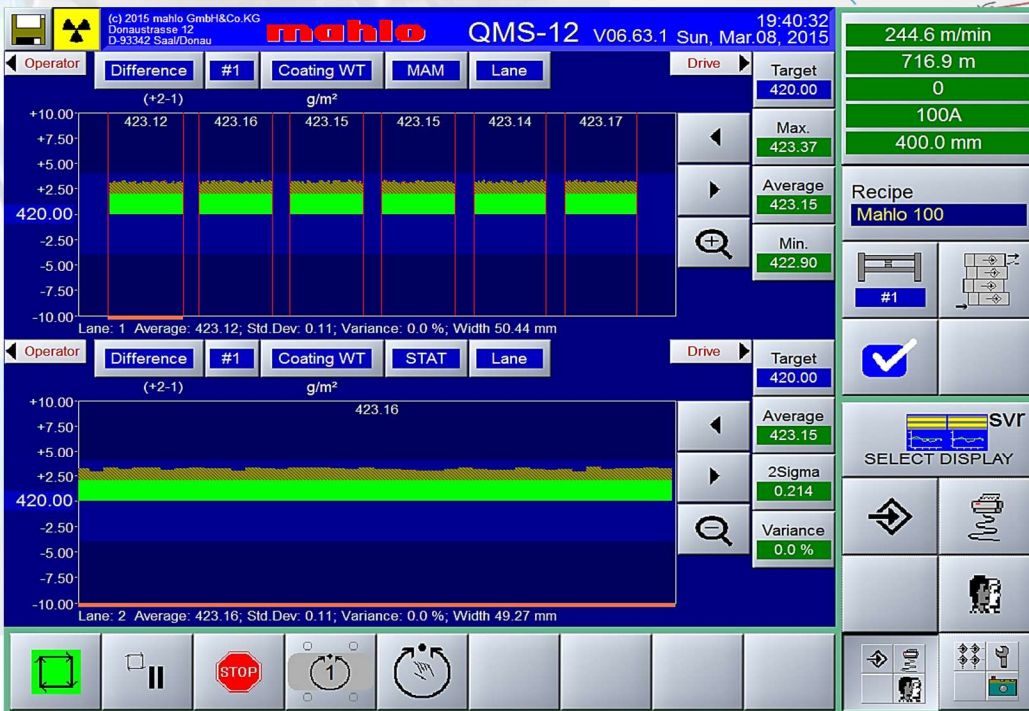 (c) 2015 mahlo GmbH&Co.KG
Donaustrasse 12
D-93342 Saal/Donau
mahlo
QMS-12 V06.63.1
19:40:32
Sun, Mar.08, 2015
Operator
Difference
#1
Coating WT
MAM
Lane
Drive
(+2-1)
g/m²
Target
420.00
Max.
423.37
Average
423.15
Min.
422.90
+10.00
+7.50
+5.00
+2.50
420.00
-2.50
-5.00
-7.50
-10.00
423.12 423.16 423.15 423.15 423.14 423.17
Lane: 1 Average: 423.12; Std.Dev: 0.11; Variance: 0.0 %; Width 50.44 mm
Operator
Difference
#1
Coating WT
STAT
Lane
Drive
(+2-1)
g/m²
Target
420.00
Average
423.15
2Sigma
0.214
Variance
0.0 %
+10.00
+7.50
+5.00
+2.50
420.00
-2.50
-5.00
-7.50
-10.00
423.16
Lane: 2 Average: 423.16; Std.Dev: 0.11; Variance: 0.0 %; Width 49.27 mm
STOP
1
244.6 m/min
716.9 m
0
100A
400.0 mm
Recipe
Mahlo 100
#1
svr
SELECT DISPLAY